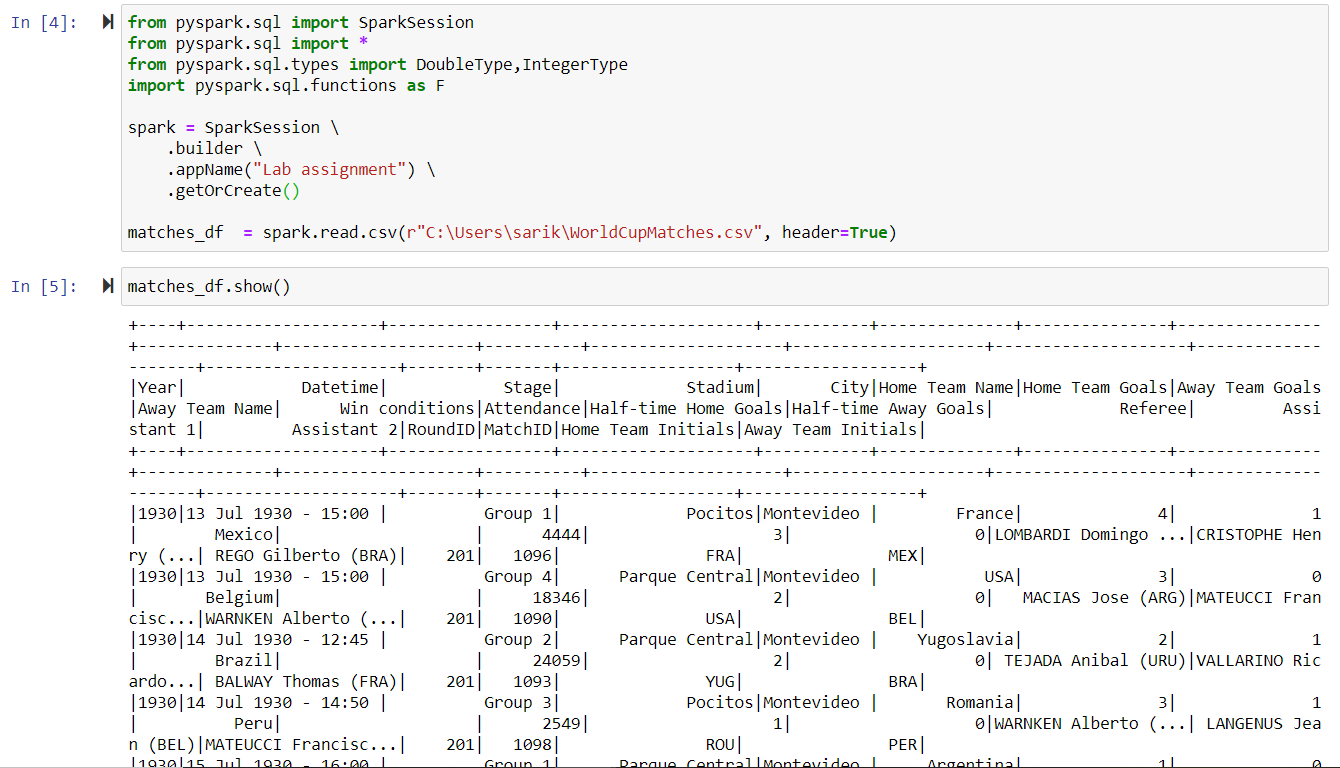 In [4]:
from pyspark.sql import SparkSession
from pyspark.sql import *
from pyspark.sql.types import DoubleType,IntegerType
import pyspark.sql.functions as F
spark = SparkSession \
    .builder \
    .appName("Lab assignment") \
    .getOrCreate()
matches_df  = spark.read.csv(r"C:\Users\sarik\WorldCupMatches.csv", header=True)
In [5]:
matches_df.show()
+----+--------------------+-----------------+--------------------+-----------+--------------+---------------+---------------
+--------------+--------------------+----------+--------------------+--------------------+--------------------+-------------
-------+--------------------+-------+-------+------------------+------------------+
|Year|            Datetime|            Stage|             Stadium|       City|Home Team Name|Home Team Goals|Away Team Goals
|Away Team Name|      Win conditions|Attendance|Half-time Home Goals|Half-time Away Goals|             Referee|         Assi
stant 1|         Assistant 2|RoundID|MatchID|Home Team Initials|Away Team Initials|
+----+--------------------+-----------------+--------------------+-----------+--------------+---------------+---------------
+--------------+--------------------+----------+--------------------+--------------------+--------------------+-------------
-------+--------------------+-------+-------+------------------+------------------+
|1930|13 Jul 1930 - 15:00 |          Group 1|             Pocitos|Montevideo |        France|              4|              1
|        Mexico|                    |      4444|                   3|                   0|LOMBARDI Domingo ...|CRISTOPHE Hen
ry (...| REGO Gilberto (BRA)|    201|   1096|               FRA|               MEX|
|1930|13 Jul 1930 - 15:00 |          Group 4|      Parque Central|Montevideo |           USA|              3|              0
|       Belgium|                    |     18346|                   2|                   0|   MACIAS Jose (ARG)|MATEUCCI Fran
cisc...|WARNKEN Alberto (...|    201|   1090|               USA|               BEL|
|1930|14 Jul 1930 - 12:45 |          Group 2|      Parque Central|Montevideo |    Yugoslavia|              2|              1
|        Brazil|                    |     24059|                   2|                   0| TEJADA Anibal (URU)|VALLARINO Ric
ardo...| BALWAY Thomas (FRA)|    201|   1093|               YUG|               BRA|
|1930|14 Jul 1930 - 14:50 |          Group 3|             Pocitos|Montevideo |       Romania|              3|              1
|          Peru|                    |      2549|                   1|                   0|WARNKEN Alberto (...| LANGENUS Jea
n (BEL)|MATEUCCI Francisc...|    201|   1098|               ROU|               PER|
|1930|15 Jul 1930 - 16:00 |          Group 1|      Parque Central|Montevideo |     Argentina|              1|              0